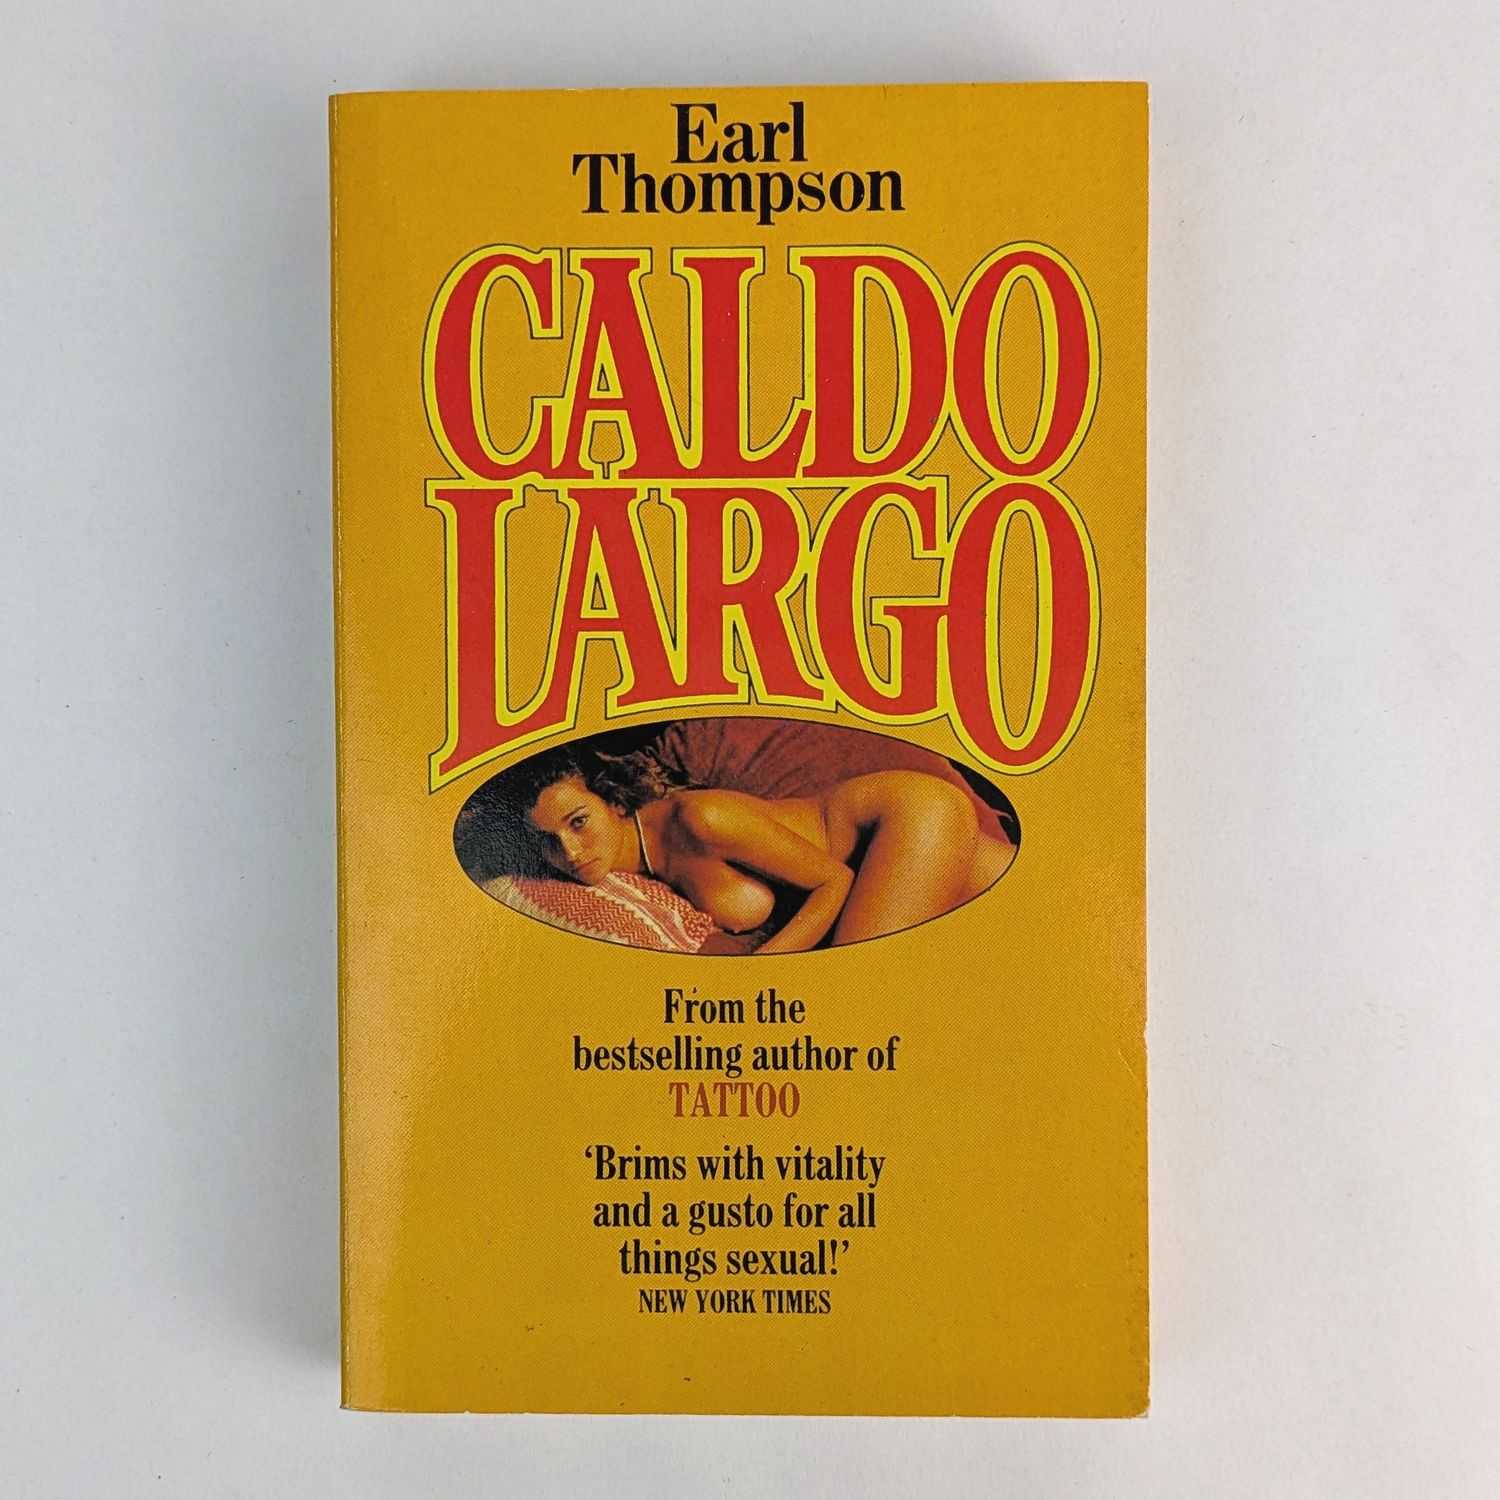 Earl
Thompson
CALDO
LARGO
From the
bestselling author of
TATTOO
‘Brims with vitality
and a gusto for all
things sexual!’
NEW YORK TIMES